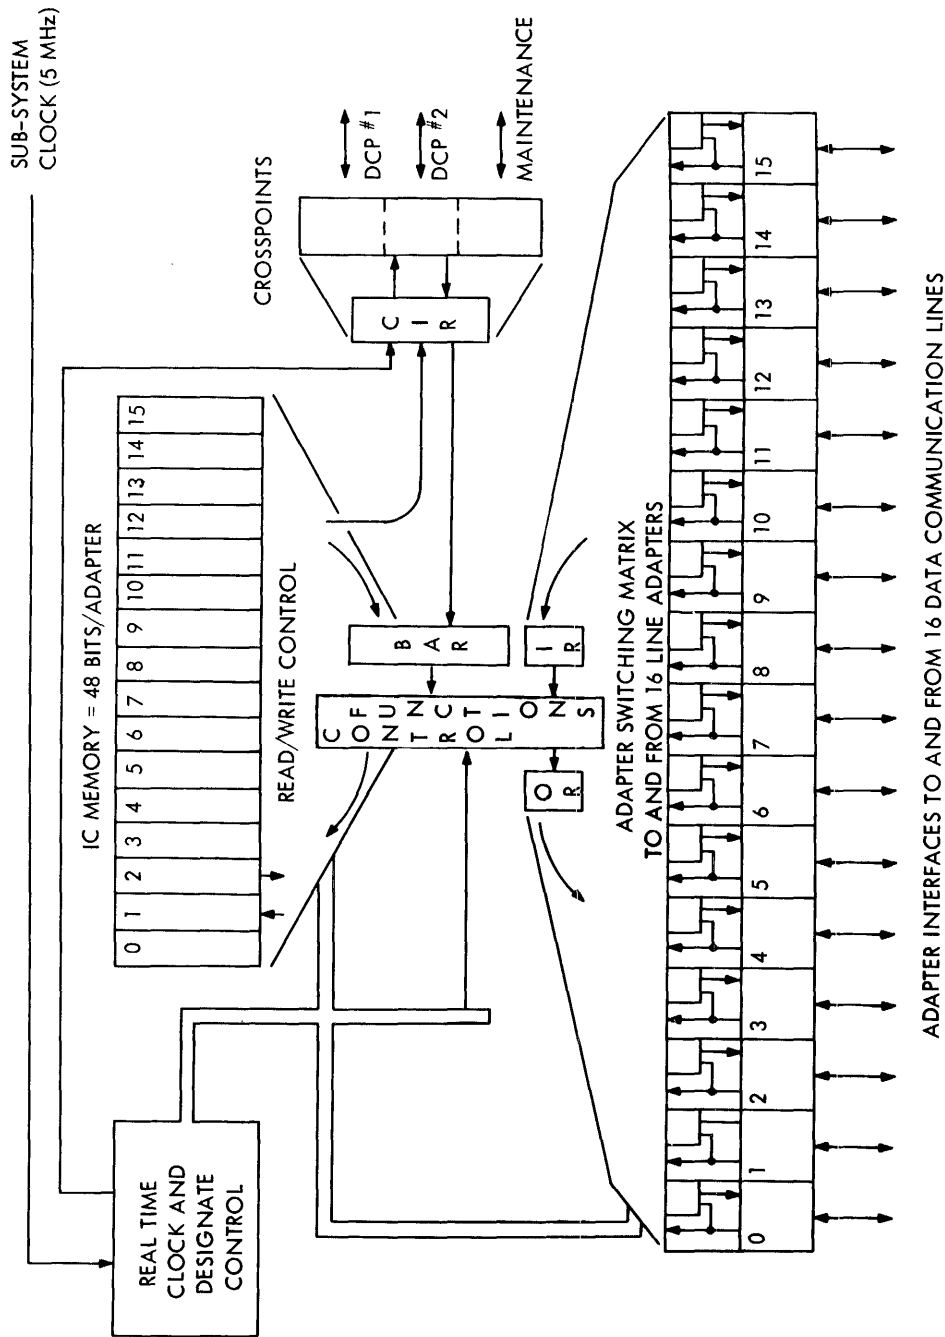 SUB-SYSTEM
CLOCK (5 MHz)
REAL TIME
CLOCK AND
DESIGNATE
CONTROL
IC MEMORY = 48 BITS/ADAPTER
0 1 2 3 4 5 6 7 8 9 10 11 12 13 14 15
READ/WRITE CONTROL
CROSSPOINTS
CIR
DCP #1
DCP #2
MAINTENANCE
BAR
CONTROL
FUNCTIONS
IR
OR
ADAPTER SWITCHING MATRIX
TO AND FROM 16 LINE ADAPTERS
0 1 2 3 4 5 6 7 8 9 10 11 12 13 14 15
ADAPTER INTERFACES TO AND FROM 16 DATA COMMUNICATION LINES